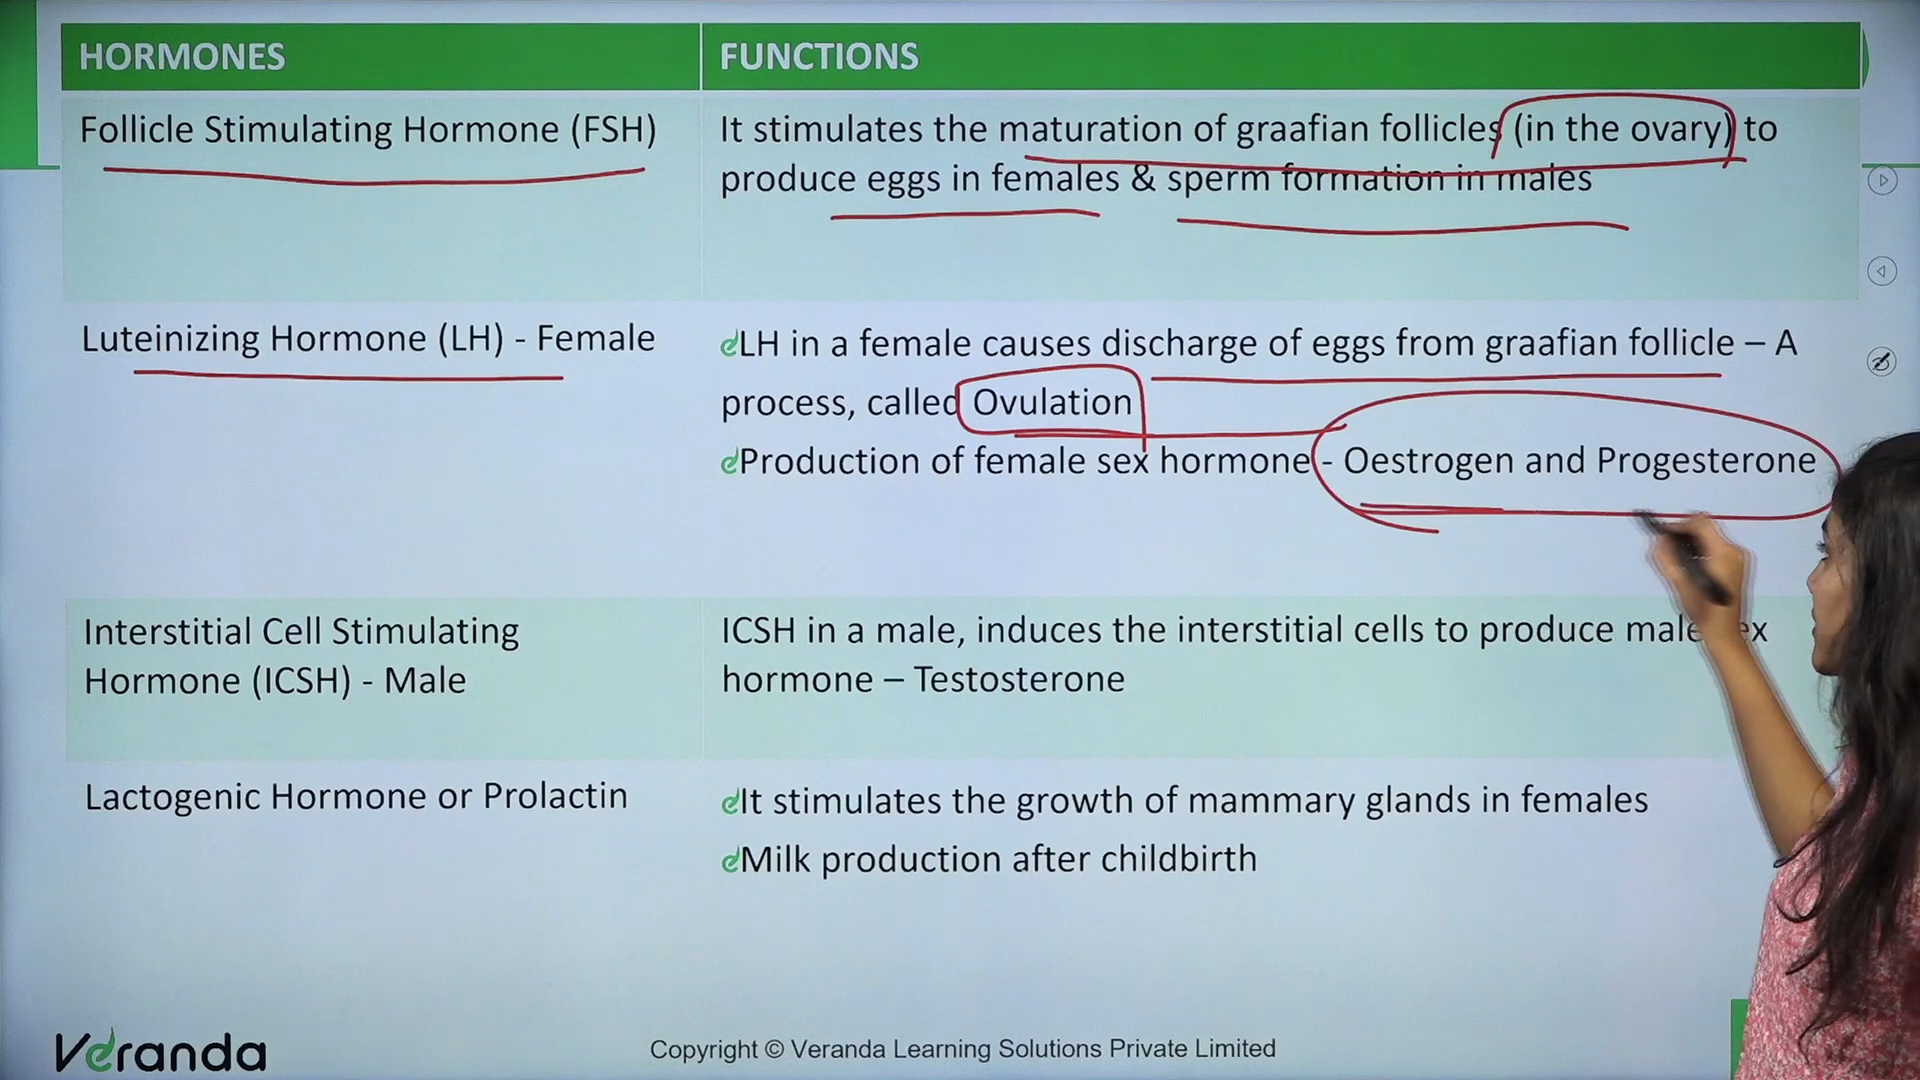 HORMONES
FUNCTIONS
Follicle Stimulating Hormone (FSH)
It stimulates the maturation of graafian follicles (in the ovary) to
produce eggs in females & sperm formation in males
Luteinizing Hormone (LH) - Female
LH in a female causes discharge of eggs from graafian follicle – A
process, called Ovulation
Production of female sex hormone - Oestrogen and Progesterone
Interstitial Cell Stimulating
Hormone (ICSH) - Male
ICSH in a male, induces the interstitial cells to produce male
hormone – Testosterone
Lactogenic Hormone or Prolactin
It stimulates the growth of mammary glands in females
Milk production after childbirth
Veranda
Copyright © Veranda Learning Solutions Private Limited